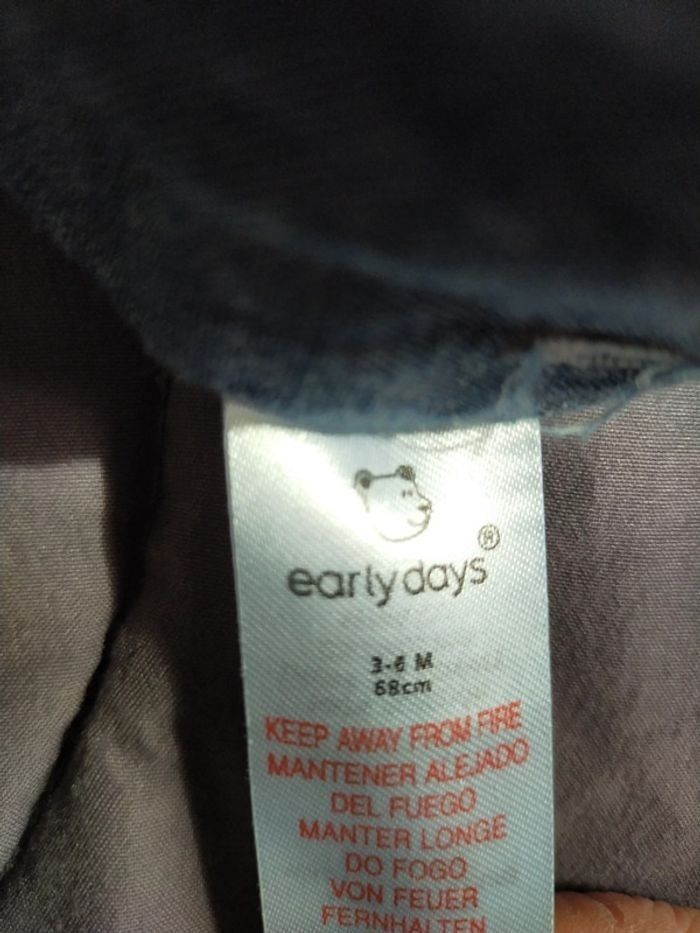 earlydays®
3-6 M
68cm
KEEP AWAY FROM FIRE
MANTENER ALEJADO
DEL FUEGO
MANTER LONGE
DO FOGO
VON FEUER
FERNHALTEN